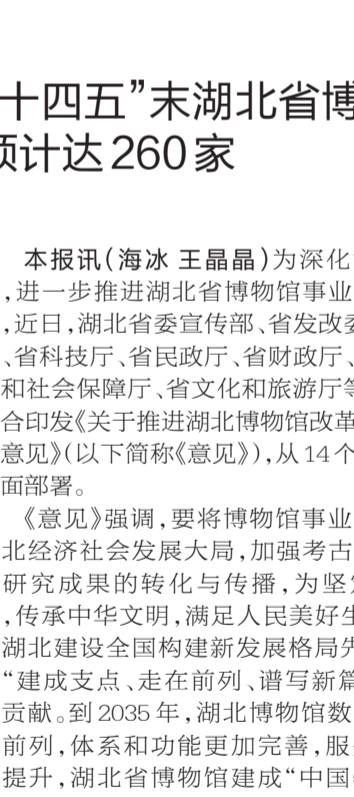 十四五”末湖北省博
预计达260家
本报讯(海冰 王晶晶)为深化
,进一步推进湖北省博物馆事业
,近日,湖北省委宣传部、省发改委
、省科技厅、省民政厅、省财政厅、
和社会保障厅、省文化和旅游厅等
合印发《关于推进湖北博物馆改革
意见》(以下简称《意见》),从14个
面部署。
《意见》强调,要将博物馆事业
北经济社会发展大局,加强考古
研究成果的转化与传播,为坚
,传承中华文明,满足人民美好生
湖北建设全国构建新发展格局先
“建成支点、走在前列、谱写新篇
贡献。到2035年,湖北博物馆数
前列,体系和功能更加完善,服
提升,湖北省博物馆建成“中国